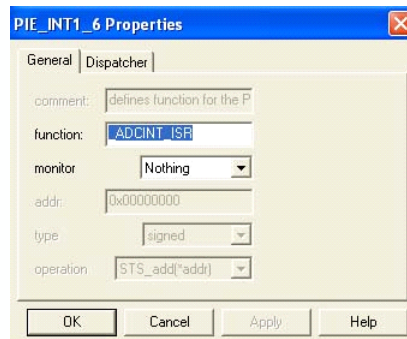 PIE_INT1_6 Properties
General Dispatcher
comment: defines function for the P
function: _ADCINT_ISR
monitor Nothing
addr: 0x00000000
type signed
operation STS_add(*addr)
OK Cancel Apply Help